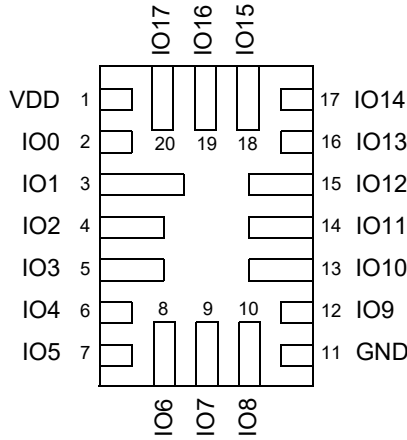 IO17 IO16 IO15
VDD 1 17 IO14
IO0 2 20 19 18 16 IO13
IO1 3 15 IO12
IO2 4 14 IO11
IO3 5 13 IO10
IO4 6 8 9 10 12 IO9
IO5 7 11 GND
IO6 IO7 IO8